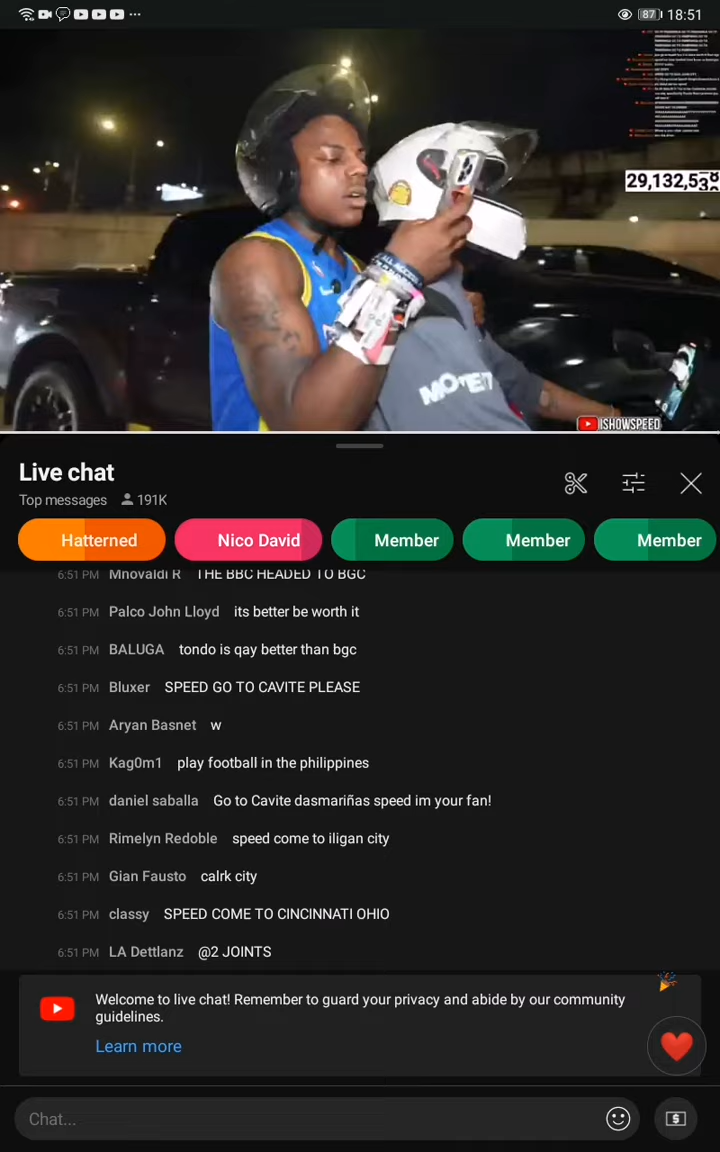 87 18:51
29,132,53
MOVE IT
ISHOWSPEED
Live chat
Top messages 191K
Hatterned Nico David Member Member Member
6:51 PM Mnovaldi R THE BBC HEADED TO BGC
6:51 PM Palco John Lloyd its better be worth it
6:51 PM BALUGA tondo is qay better than bgc
6:51 PM Bluxer SPEED GO TO CAVITE PLEASE
6:51 PM Aryan Basnet w
6:51 PM Kag0m1 play football in the philippines
6:51 PM daniel saballa Go to Cavite dasmariñas speed im your fan!
6:51 PM Rimelyn Redoble speed come to iligan city
6:51 PM Gian Fausto calrk city
6:51 PM classy SPEED COME TO CINCINNATI OHIO
6:51 PM LA Dettlanz @2 JOINTS
Welcome to live chat! Remember to guard your privacy and abide by our community
guidelines.
Learn more
Chat...